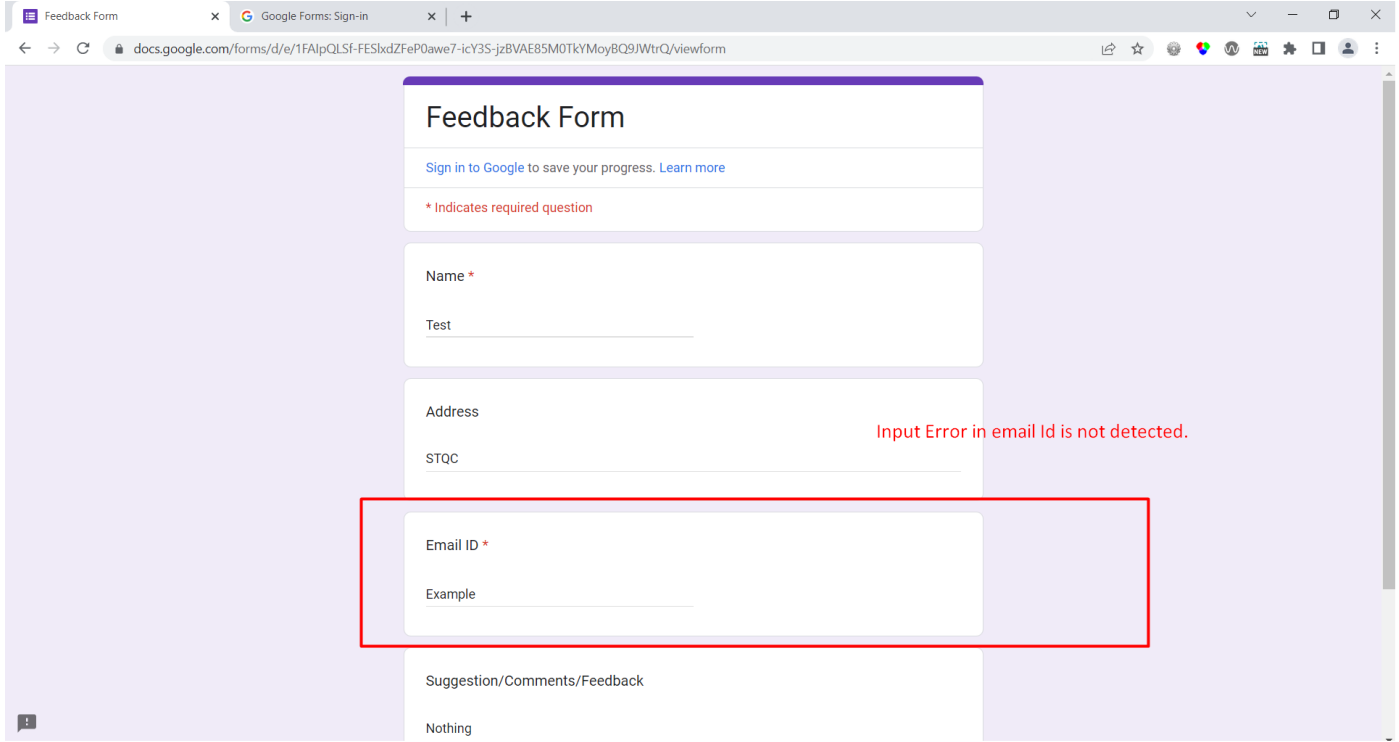 Feedback Form
Google Forms: Sign-in
docs.google.com/forms/d/e/1FAIpQLSf-FESlxdZFeP0awe7-icY3S-jzBVAE85M0TkYMoyBQ9JWtrQ/viewform
NEW
Feedback Form
Sign in to Google to save your progress. Learn more
* Indicates required question
Name *
Test
Address
Input Error in email Id is not detected.
STQC
Email ID *
Example
Suggestion/Comments/Feedback
Nothing